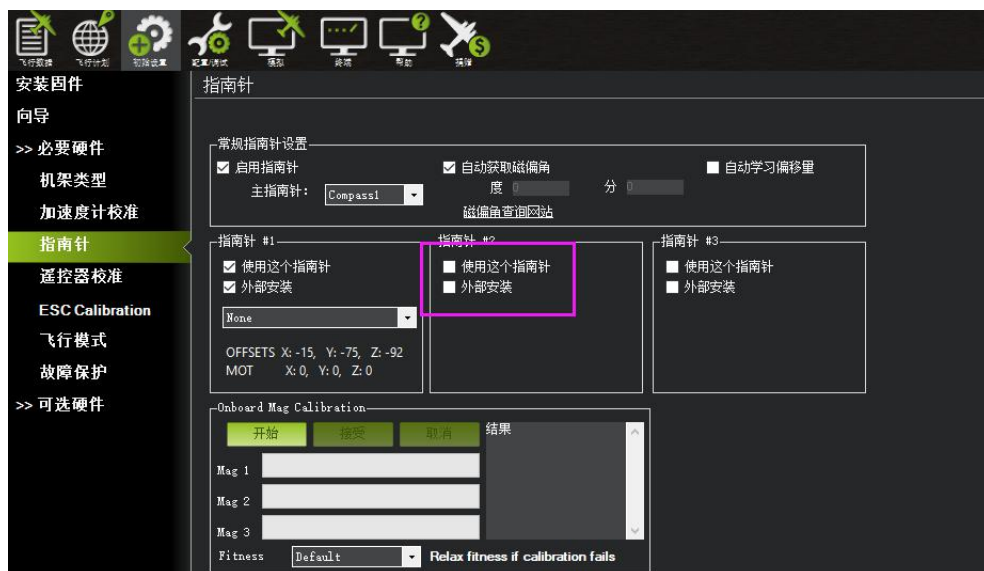 飞行数据 飞行计划 初始设置 配置/调试 模拟 终端 帮助 捐赠
安装固件
向导
>> 必要硬件
机架类型
加速度计校准
指南针
遥控器校准
ESC Calibration
飞行模式
故障保护
>> 可选硬件
指南针
常规指南针设置
启用指南针 自动获取磁偏角 自动学习偏移量
主指南针: Compass1 度 0 分 0
磁偏角查询网站
指南针 #1 指南针 #2 指南针 #3
使用这个指南针 使用这个指南针 使用这个指南针
外部安装 外部安装 外部安装
None
OFFSETS X: -15, Y: -75, Z: -92
MOT X: 0, Y: 0, Z: 0
Onboard Mag Calibration
开始 接受 取消 结果
Mag 1
Mag 2
Mag 3
Fitness Default Relax fitness if calibration fails